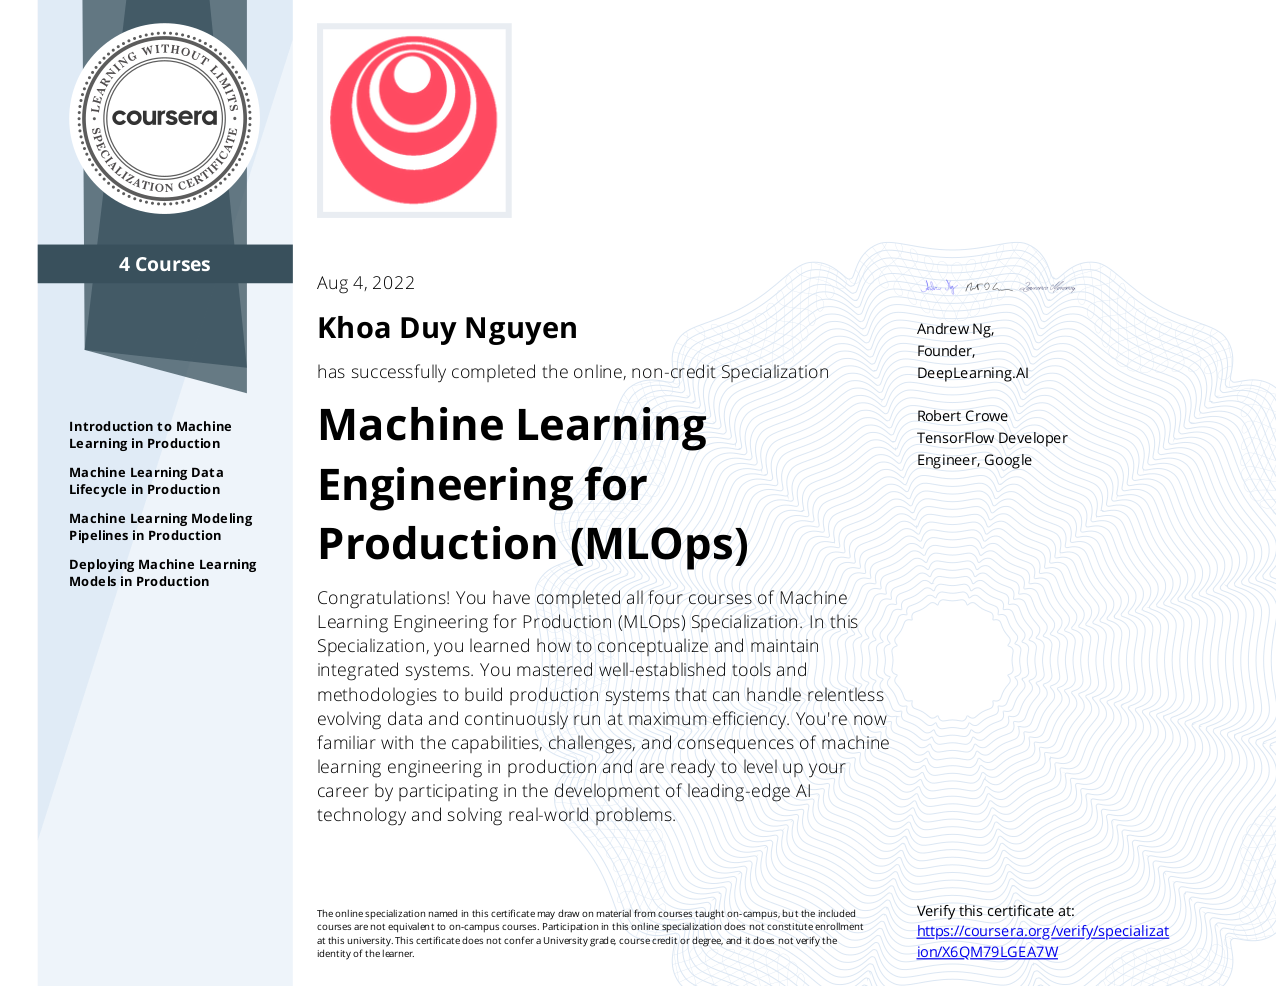 LEARNING WITHOUT LIMITS
coursera
SPECIALIZATION CERTIFICATE
4 Courses
Introduction to Machine
Learning in Production
Machine Learning Data
Lifecycle in Production
Machine Learning Modeling
Pipelines in Production
Deploying Machine Learning
Models in Production
Aug 4, 2022
Khoa Duy Nguyen
has successfully completed the online, non-credit Specialization
Machine Learning
Engineering for
Production (MLOps)
Congratulations! You have completed all four courses of Machine
Learning Engineering for Production (MLOps) Specialization. In this
Specialization, you learned how to conceptualize and maintain
integrated systems. You mastered well-established tools and
methodologies to build production systems that can handle relentless
evolving data and continuously run at maximum efficiency. You're now
familiar with the capabilities, challenges, and consequences of machine
learning engineering in production and are ready to level up your
career by participating in the development of leading-edge AI
technology and solving real-world problems.
Andrew Ng,
Founder,
DeepLearning.AI
Robert Crowe
TensorFlow Developer
Engineer, Google
The online specialization named in this certificate may draw on material from courses taught on-campus, but the included
courses are not equivalent to on-campus courses. Participation in this online specialization does not constitute enrollment
at this university. This certificate does not confer a University grade, course credit or degree, and it does not verify the
identity of the learner.
Verify this certificate at:
https://coursera.org/verify/specializat
ion/X6QM79LGEA7W